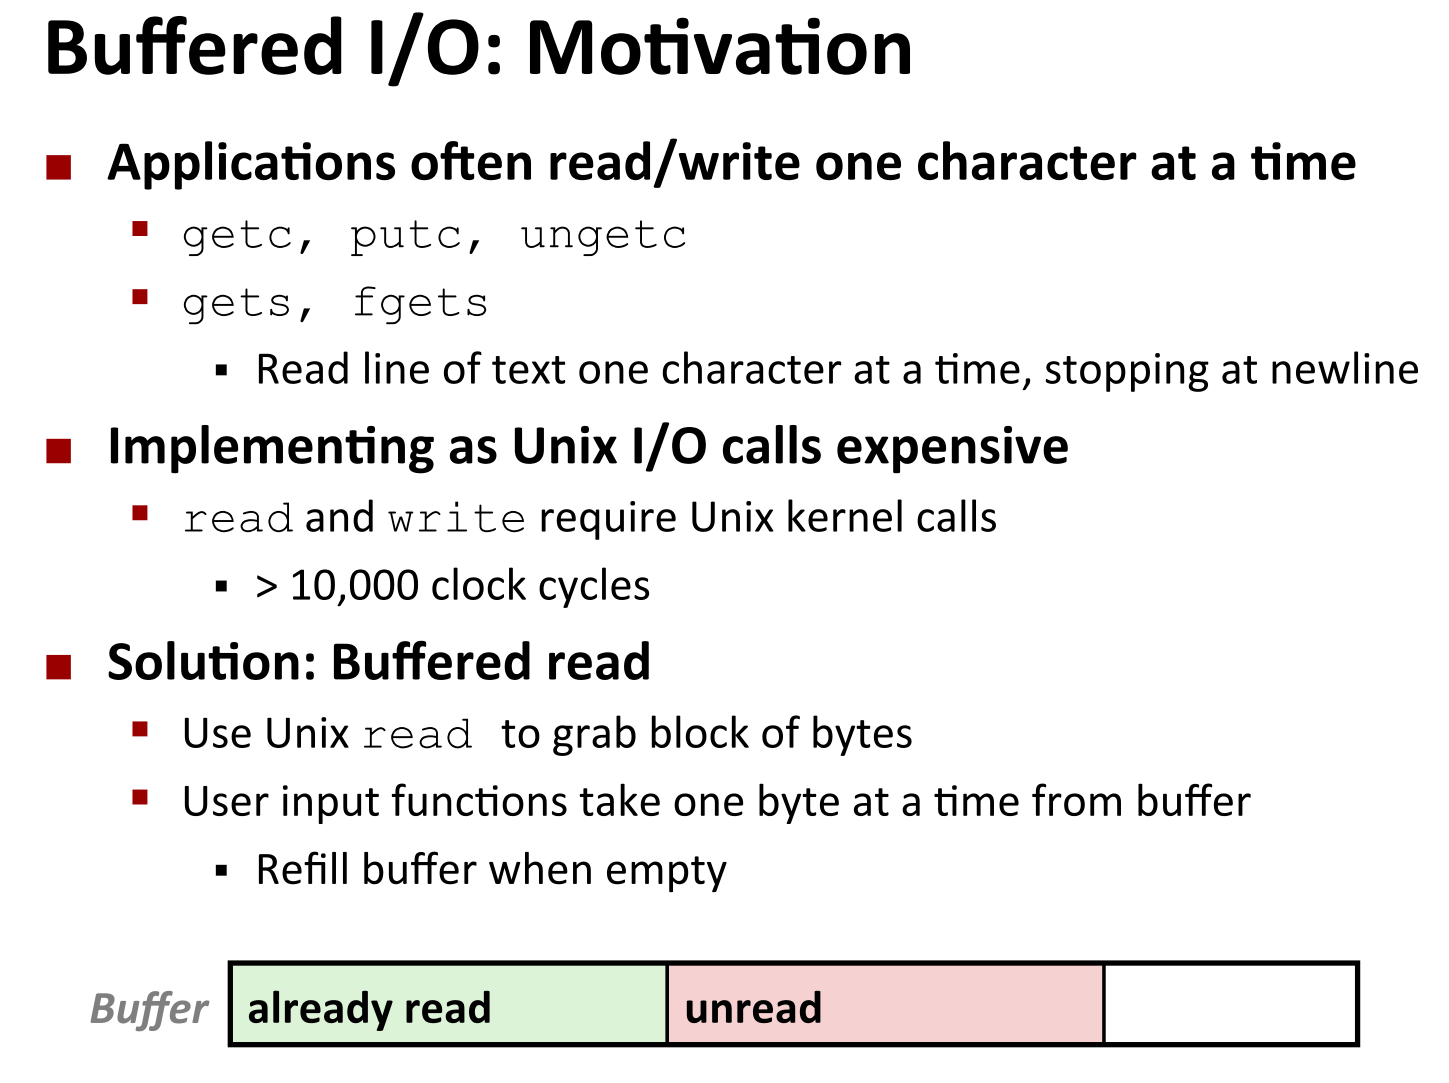 Buffered I/O: Motivation
Applications often read/write one character at a time
getc, putc, ungetc
gets, fgets
Read line of text one character at a time, stopping at newline
Implementing as Unix I/O calls expensive
read and write require Unix kernel calls
> 10,000 clock cycles
Solution: Buffered read
Use Unix read to grab block of bytes
User input functions take one byte at a time from buffer
Refill buffer when empty
Buffer already read unread